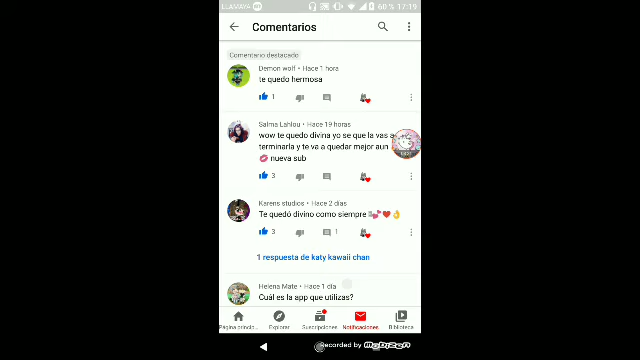 LLAMAYA
60 % 17:19
Comentarios
Comentario destacado
Demon wolf • Hace 1 hora
te quedo hermosa
1
Salma Lahlou • Hace 19 horas
wow te quedo divina yo se que la vas a
terminarla y te va a quedar mejor aun
💋 nueva sub
3
Karens studios • Hace 2 días
Te quedó divino como siempre 💕❤️👌
3
1
1 respuesta de katy kawaii chan
Helena Mate • Hace 1 día
Cuál es la app que utilizas?
Página princip...
Explorar
Suscripciones
Notificaciones
Biblioteca
Recorded by Mobizen